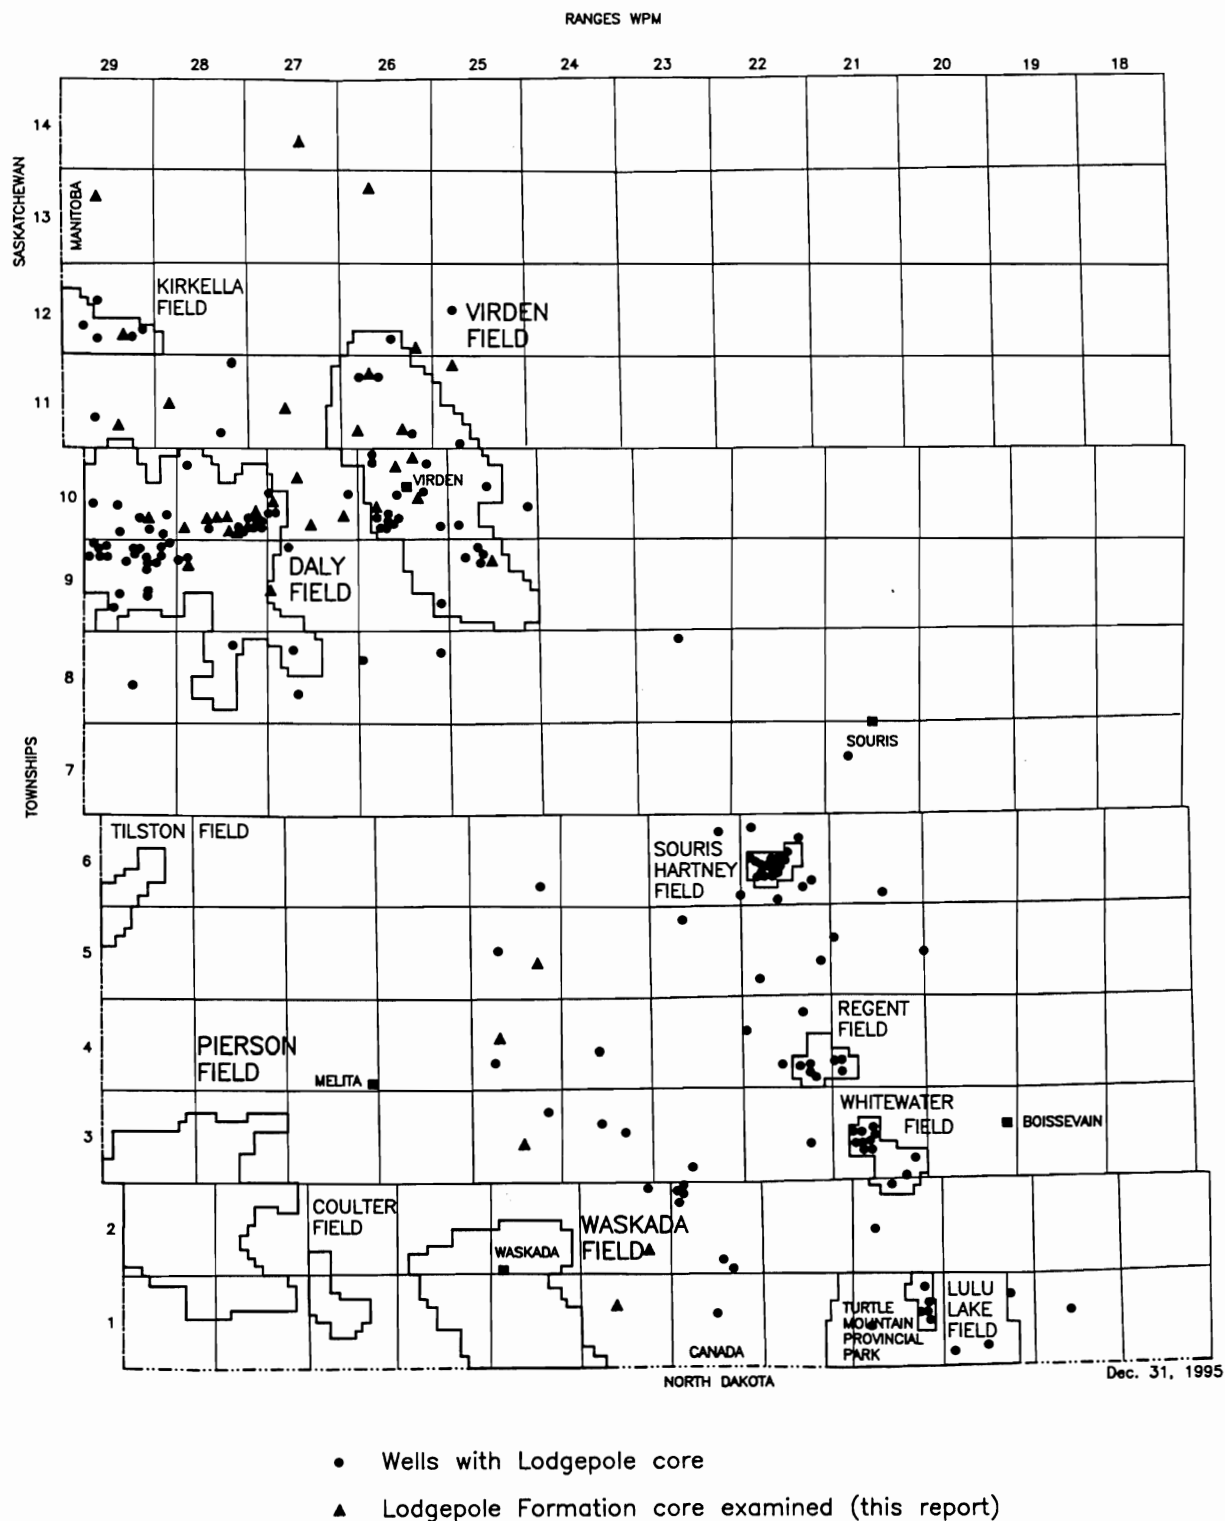 RANGES WPM
29 28 27 26 25 24 23 22 21 20 19 18
14
SASKATCHEWAN
MANITOBA
13
KIRKELLA
FIELD
12
VIRDEN
FIELD
11
10
VIRDEN
DALY
FIELD
9
8
TOWNSHIPS
7
SOURIS
TILSTON FIELD
6
SOURIS
HARTNEY
FIELD
5
REGENT
FIELD
4
PIERSON
FIELD
MELITA
WHITEWATER
FIELD
BOISSEVAIN
3
COULTER
FIELD
2
WASKADA
WASKADA
FIELD
1
TURTLE
MOUNTAIN
PROVINCIAL
PARK
LULU
LAKE
FIELD
CANADA
NORTH DAKOTA
Dec. 31, 1995
Wells with Lodgepole core
Lodgepole Formation core examined (this report)